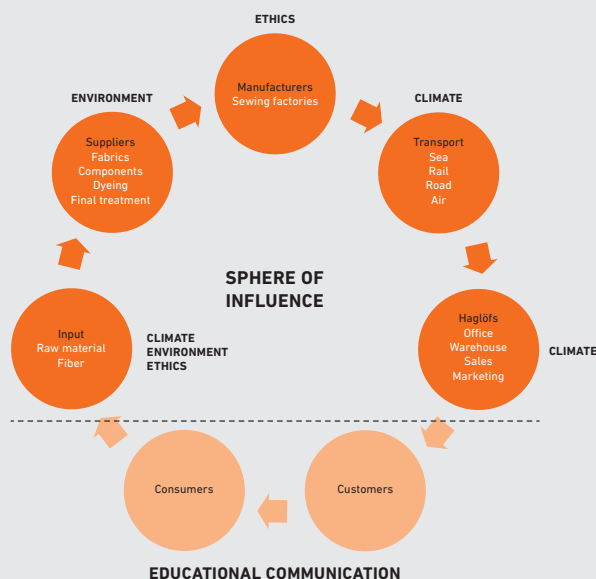 ETHICS
Manufacturers
Sewing factories
ENVIRONMENT
CLIMATE
Suppliers
Fabrics
Components
Dyeing
Final treatment
Transport
Sea
Rail
Road
Air
SPHERE OF
INFLUENCE
Input
Raw material
Fiber
CLIMATE
ENVIRONMENT
ETHICS
Haglöfs
Office
Warehouse
Sales
Marketing
CLIMATE
Consumers
Customers
EDUCATIONAL COMMUNICATION